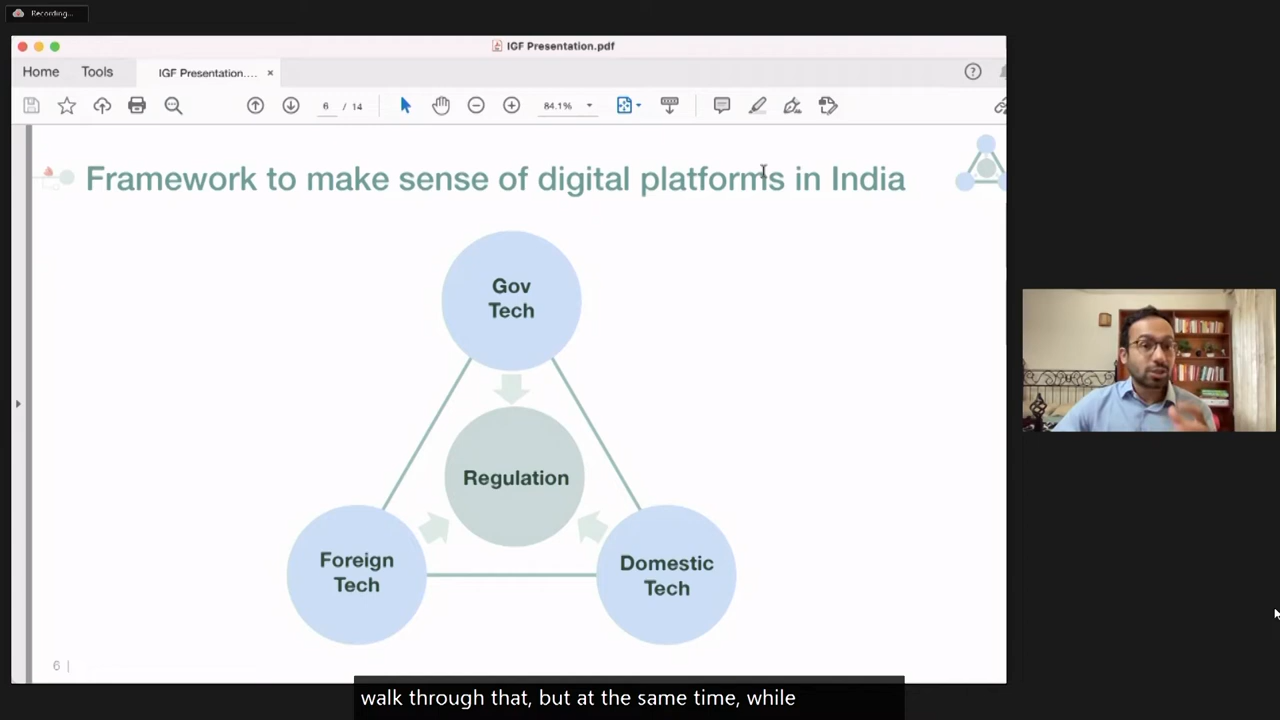 Recording...
IGF Presentation.pdf
Home Tools IGF Presentation.... ×
6 / 14 84.1%
Framework to make sense of digital platforms in India
Gov
Tech
Regulation
Foreign
Tech
Domestic
Tech
6 |
walk through that, but at the same time, while